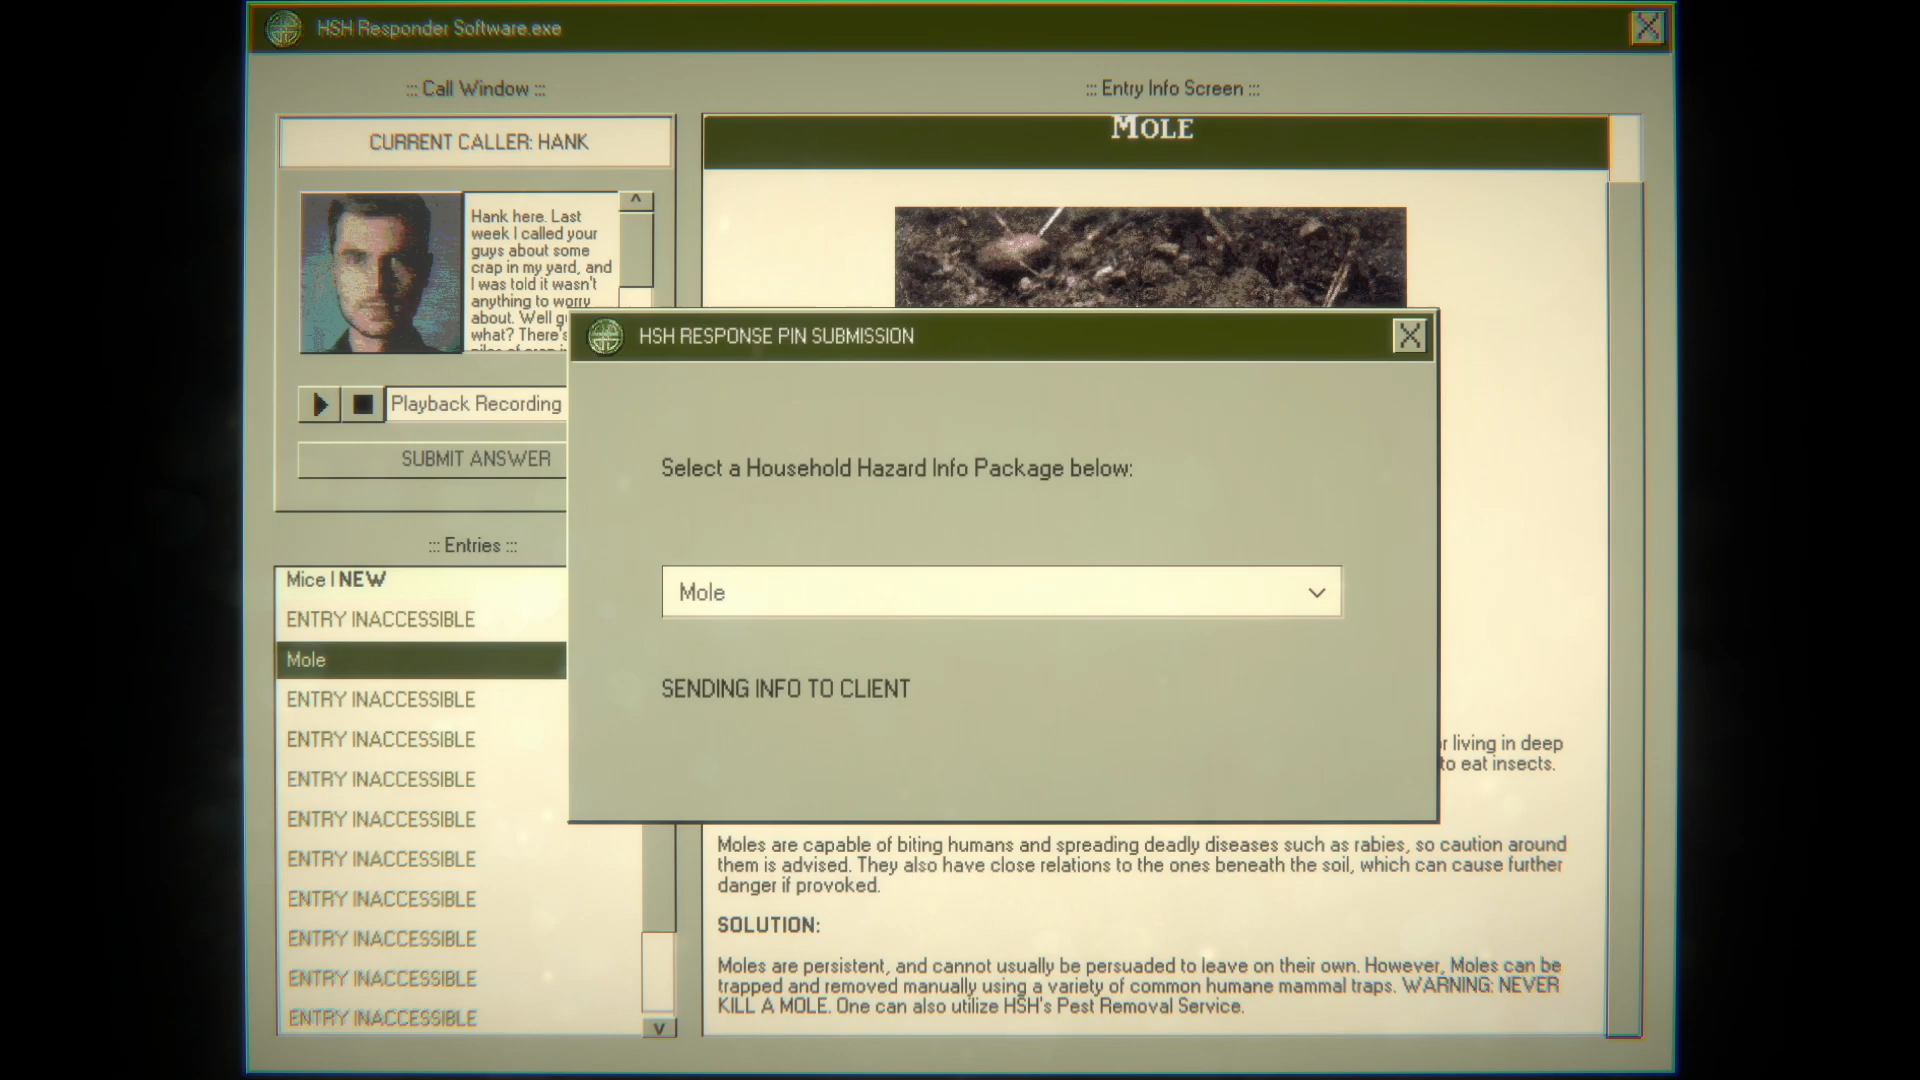 HSH Responder Software.exe
::: Call Window :::
::: Entry Info Screen :::
CURRENT CALLER: HANK
MOLE
Hank here. Last
week I called your
guys about some
crap in my yard, and
I was told it wasn't
anything to worry
about. Well
what? There's
Playback Recording
SUBMIT ANSWER
HSH RESPONSE PIN SUBMISSION
Select a Household Hazard Info Package below:
Mole
SENDING INFO TO CLIENT
::: Entries :::
Mice | NEW
ENTRY INACCESSIBLE
Mole
ENTRY INACCESSIBLE
ENTRY INACCESSIBLE
ENTRY INACCESSIBLE
ENTRY INACCESSIBLE
ENTRY INACCESSIBLE
ENTRY INACCESSIBLE
ENTRY INACCESSIBLE
ENTRY INACCESSIBLE
ENTRY INACCESSIBLE
living in deep
to eat insects.
Moles are capable of biting humans and spreading deadly diseases such as rabies, so caution around
them is advised. They also have close relations to the ones beneath the soil, which can cause further
danger if provoked.
SOLUTION:
Moles are persistent, and cannot usually be persuaded to leave on their own. However, Moles can be
trapped and removed manually using a variety of common humane mammal traps. WARNING: NEVER
KILL A MOLE. One can also utilize HSH's Pest Removal Service.